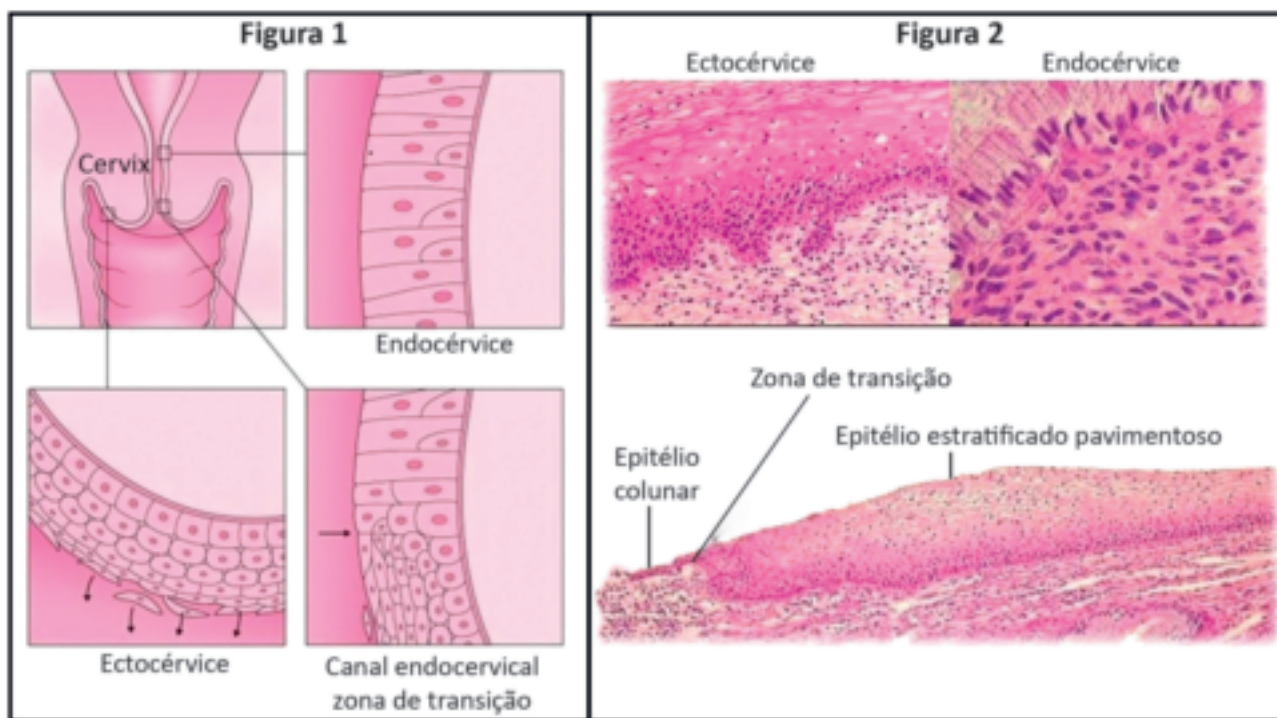 Figura 1
Cervix
Endocérvice
Ectocérvice
Canal endocervical
zona de transição
Figura 2
Ectocérvice
Endocérvice
Zona de transição
Epitélio estratificado pavimentoso
Epitélio
colunar